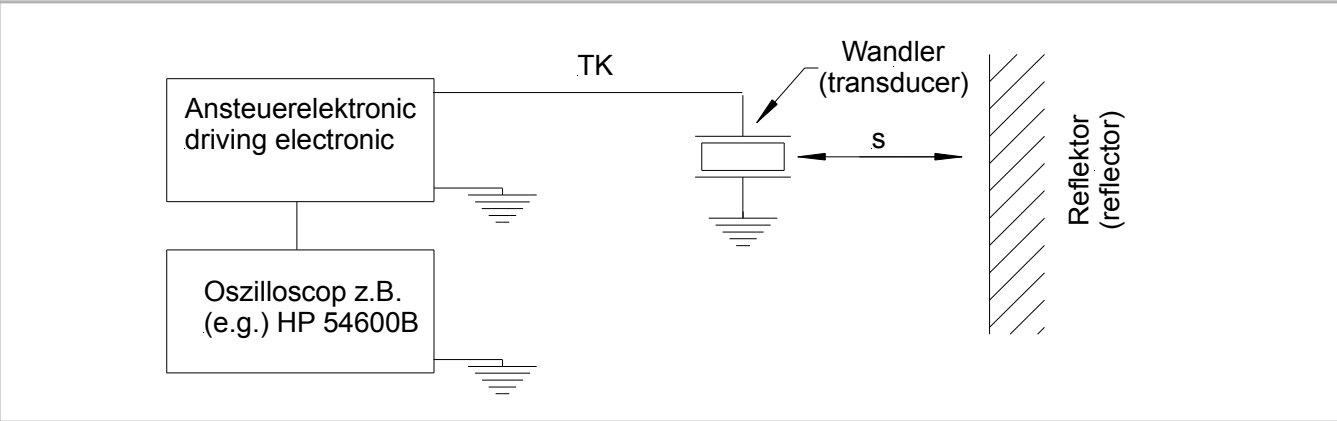 TK
Wandler
(transducer)
Ansteuerelektronic
driving electronic
s
Reflektor
(reflector)
Oszilloscop z.B.
(e.g.) HP 54600B